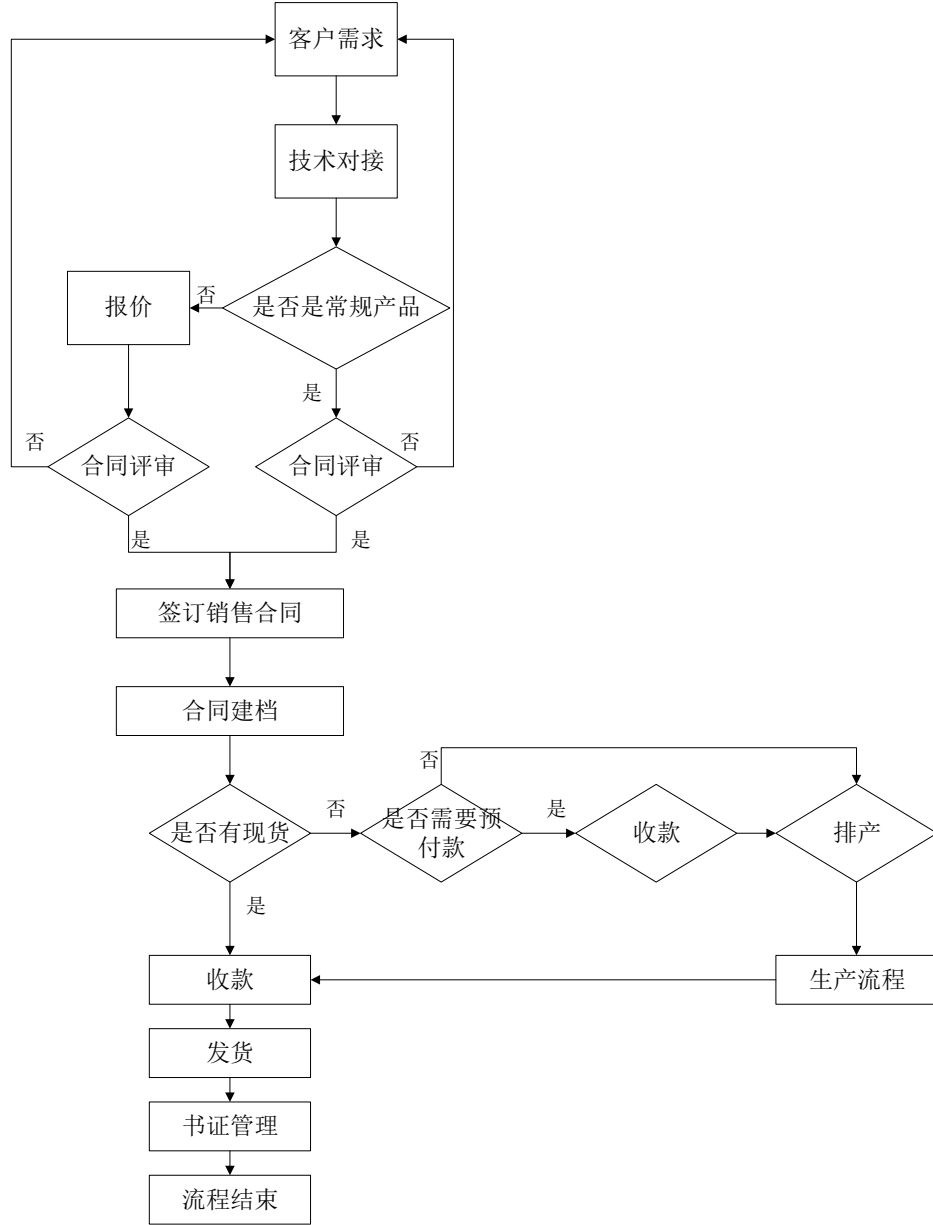 客户需求
技术对接
是否是常规产品
否
报价
是
合同评审
否
合同评审
否
是
是
签订销售合同
合同建档
是否有现货
否
是否需要预
付款
否
是
收款
排产
是
收款
生产流程
发货
书证管理
流程结束